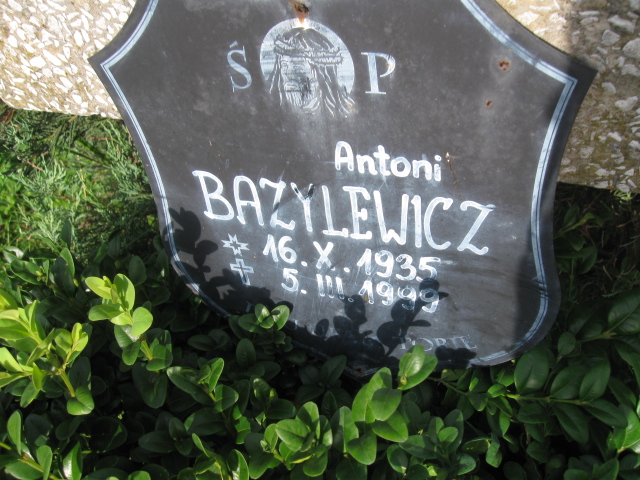 Ś P
Antoni
BAZYLEWICZ
16.X.1935
5.III.1999